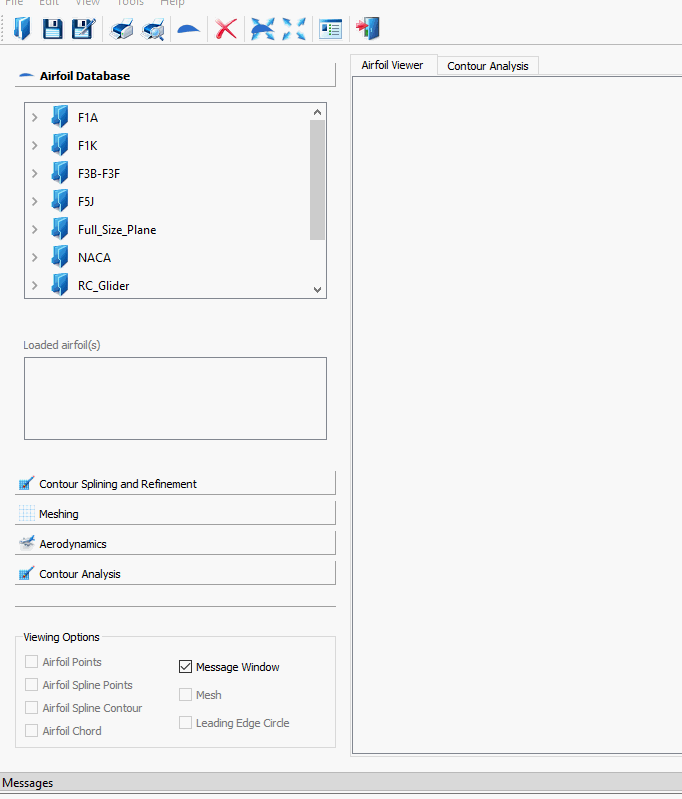 File Edit View Tools Help
Airfoil Database
Airfoil Viewer Contour Analysis
F1A
F1K
F3B-F3F
F5J
Full_Size_Plane
NACA
RC_Glider
Loaded airfoil(s)
Contour Splining and Refinement
Meshing
Aerodynamics
Contour Analysis
Viewing Options
Airfoil Points
Airfoil Spline Points
Airfoil Spline Contour
Airfoil Chord
Message Window
Mesh
Leading Edge Circle
Messages